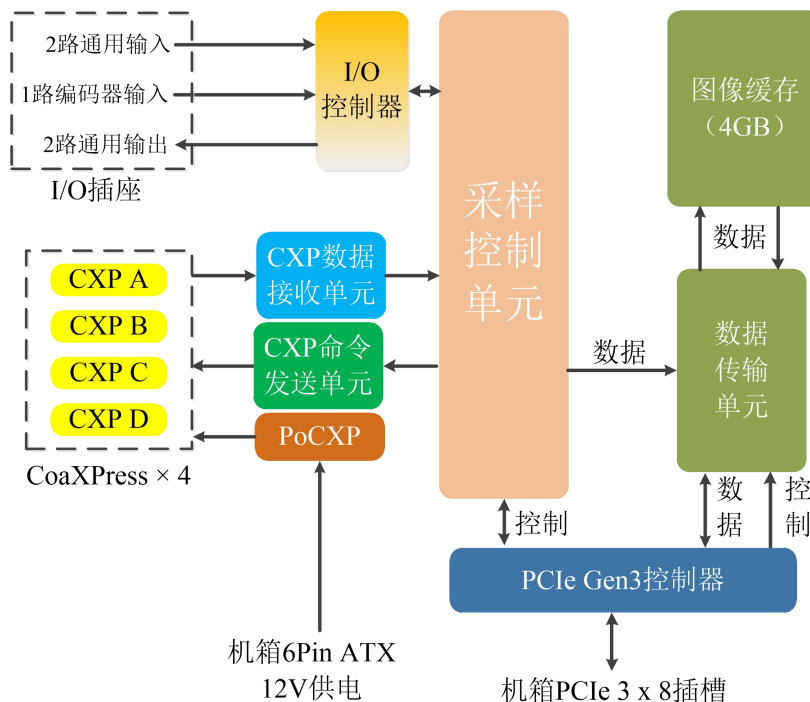 2路通用输入
1路编码器输入
2路通用输出
I/O插座
I/O
控制器
CXP A
CXP B
CXP C
CXP D
CoaXPress × 4
CXP数据
接收单元
CXP命令
发送单元
PoCXP
机箱6Pin ATX
12V供电
采样
控制
单元
数据
控制
图像缓存
（4GB）
数据
数据
传输
单元
数
据
控
制
PCIe Gen3控制器
机箱PCIe 3 x 8插槽